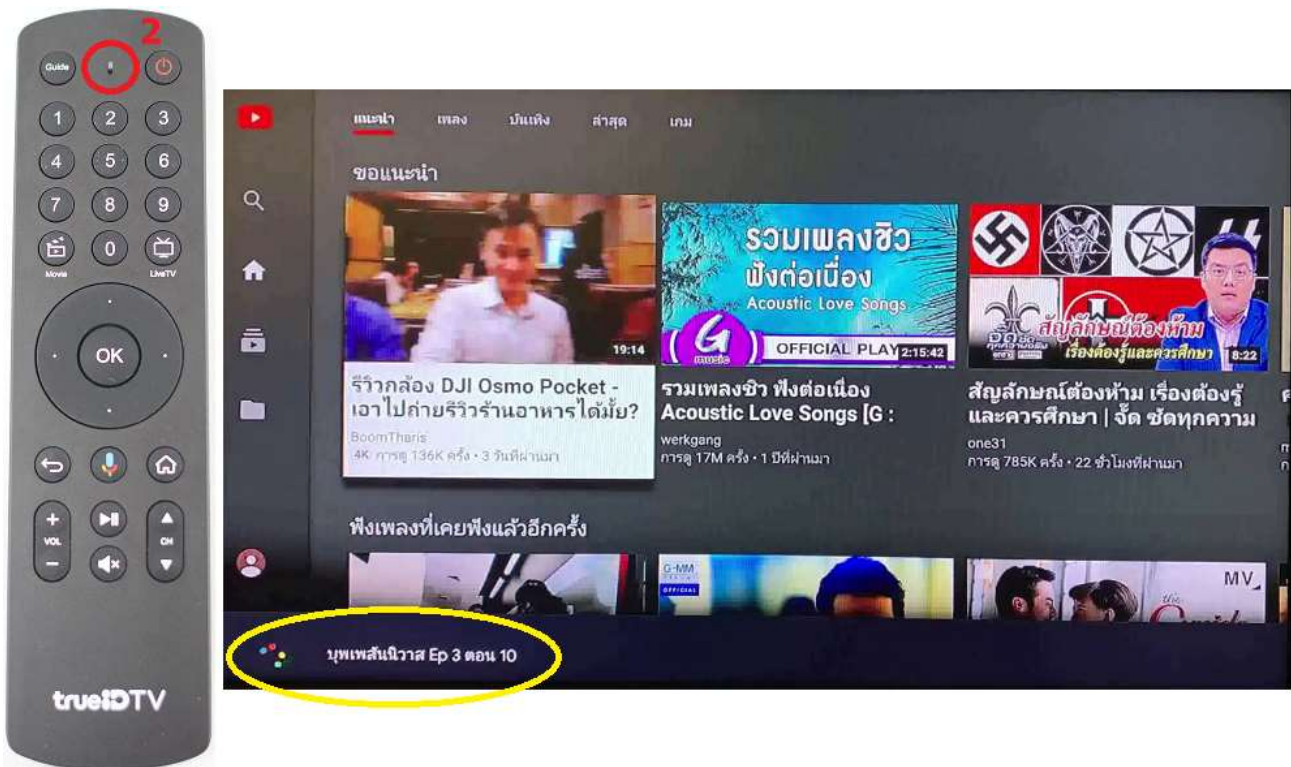 2
Guide
1 2 3
4 5 6
7 8 9
0
Movie
LiveTV
OK
+
VOL
−
CH
trueIDTV
แนะนำ เพลง บันเทิง ล่าสุด เกม
ขอแนะนำ
19:14
รีวิวกล้อง DJI Osmo Pocket -
เอาไปถ่ายรีวิวร้านอาหารได้มั้ย?
BoomTharis
4K การดู 136K ครั้ง • 3 วันที่ผ่านมา
รวมเพลงชิว
ฟังต่อเนื่อง
Acoustic Love Songs
G
music
OFFICIAL PLAY
2:15:42
รวมเพลงชิว ฟังต่อเนื่อง
Acoustic Love Songs [G :
werkgang
การดู 17M ครั้ง • 1 ปีที่ผ่านมา
จั๊ด ซัด
ทุกความจริง
สัญลักษณ์ต้องห้าม
เรื่องต้องรู้และควรศึกษา
8:22
สัญลักษณ์ต้องห้าม เรื่องต้องรู้
และควรศึกษา | จั๊ด ซัดทุกความ
one31
การดู 785K ครั้ง • 22 ชั่วโมงที่ผ่านมา
ฟังเพลงที่เคยฟังแล้วอีกครั้ง
G-MM
OFFICIAL
MV
the
บุพเพสันนิวาส Ep 3 ตอน 10